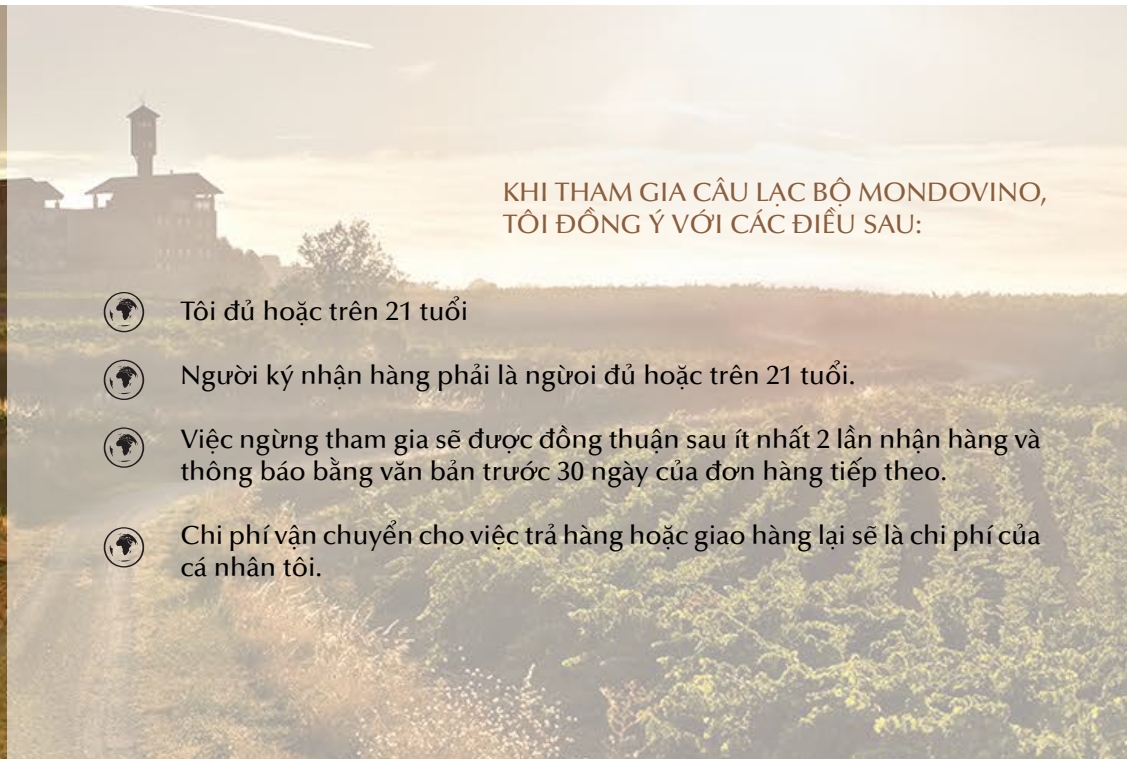 KHI THAM GIA CÂU LẠC BỘ MONDOVINO,
TÔI ĐỒNG Ý VỚI CÁC ĐIỀU SAU:
Tôi đủ hoặc trên 21 tuổi
Người ký nhận hàng phải là ngừoi đủ hoặc trên 21 tuổi.
Việc ngừng tham gia sẽ được đồng thuận sau ít nhất 2 lần nhận hàng và
thông báo bằng văn bản trước 30 ngày của đơn hàng tiếp theo.
Chi phí vận chuyển cho việc trả hàng hoặc giao hàng lại sẽ là chi phí của
cá nhân tôi.